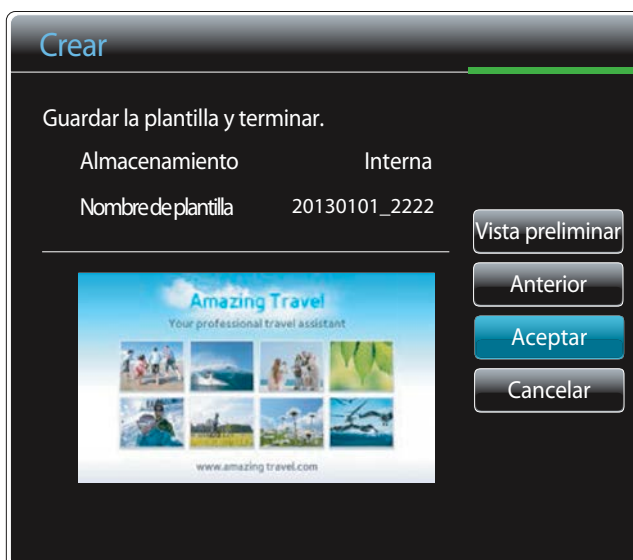 Crear
Guardar la plantilla y terminar.
Almacenamiento Interna
Nombre de plantilla 20130101_2222
Vista preliminar
Anterior
Aceptar
Cancelar
Amazing Travel
Your professional travel assistant
www.amazing travel.com